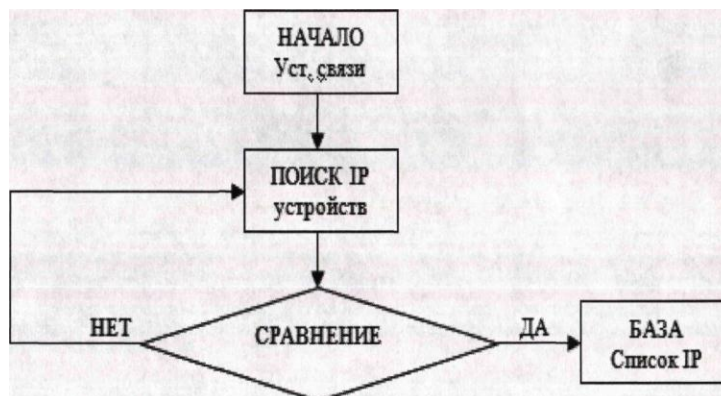 НАЧАЛО
Уст. связи
ПОИСК IP
устройств
НЕТ
СРАВНЕНИЕ
ДА
БАЗА
Список IP